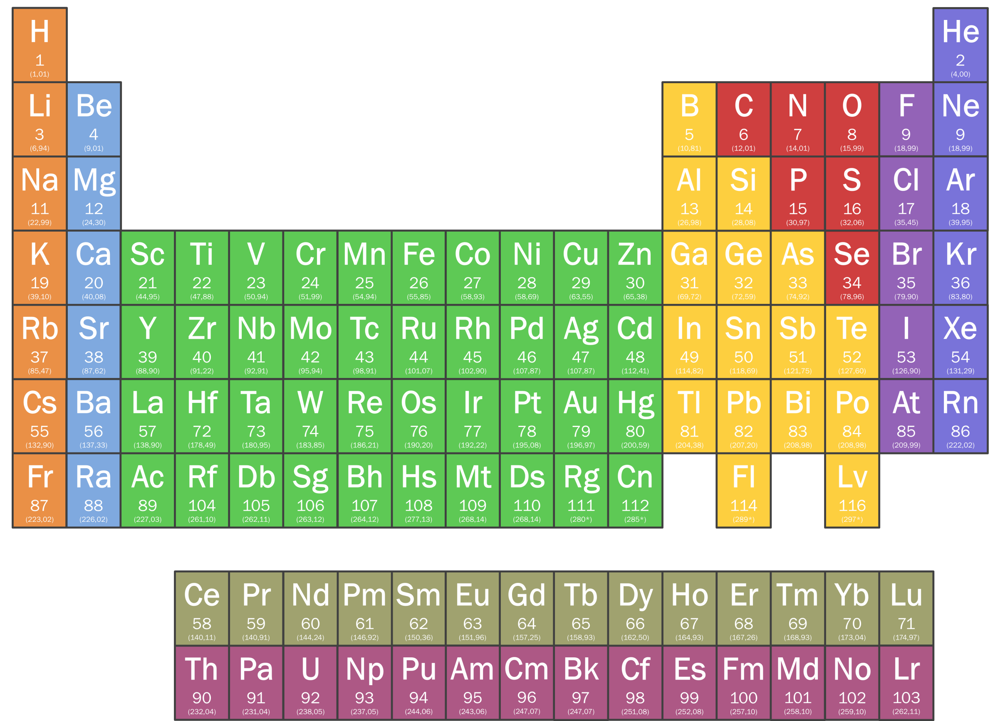 H He
1 2
(1,01) (4,00)
Li Be B C N O F Ne
3 4 5 6 7 8 9 9
(6,94) (9,01) (10,81) (12,01) (14,01) (15,99) (18,99) (18,99)
Na Mg Al Si P S Cl Ar
11 12 13 14 15 16 17 18
(22,99) (24,30) (26,98) (28,08) (30,97) (32,06) (35,45) (39,95)
K Ca Sc Ti V Cr Mn Fe Co Ni Cu Zn Ga Ge As Se Br Kr
19 20 21 22 23 24 25 26 27 28 29 30 31 32 33 34 35 36
(39,10) (40,08) (44,95) (47,88) (50,94) (51,99) (54,94) (55,85) (58,93) (58,69) (63,55) (65,38) (69,72) (72,59) (74,92) (78,96) (79,90) (83,80)
Rb Sr Y Zr Nb Mo Tc Ru Rh Pd Ag Cd In Sn Sb Te I Xe
37 38 39 40 41 42 43 44 45 46 47 48 49 50 51 52 53 54
(85,47) (87,62) (88,90) (91,22) (92,91) (95,94) (98,91) (101,07) (102,90) (107,87) (107,87) (112,41) (114,82) (118,69) (121,75) (127,60) (126,90) (131,29)
Cs Ba La Hf Ta W Re Os Ir Pt Au Hg Tl Pb Bi Po At Rn
55 56 57 72 73 74 75 76 77 78 79 80 81 82 83 84 85 86
(132,90) (137,33) (138,90) (178,49) (180,95) (183,85) (186,21) (190,20) (192,22) (195,08) (196,97) (200,59) (204,38) (207,20) (208,98) (208,98) (209,99) (222,02)
Fr Ra Ac Rf Db Sg Bh Hs Mt Ds Rg Cn Fl Lv
87 88 89 104 105 106 107 108 109 110 111 112 114 116
(223,02) (226,02) (227,03) (261,10) (262,11) (263,12) (264,12) (277,13) (268,14) (268,14) (280*) (285*) (289*) (297*)
Ce Pr Nd Pm Sm Eu Gd Tb Dy Ho Er Tm Yb Lu
58 59 60 61 62 63 64 65 66 67 68 69 70 71
(140,11) (140,91) (144,24) (146,92) (150,36) (151,96) (157,25) (158,93) (162,50) (164,93) (167,26) (168,93) (173,04) (174,97)
Th Pa U Np Pu Am Cm Bk Cf Es Fm Md No Lr
90 91 92 93 94 95 96 97 98 99 100 101 102 103
(232,04) (231,04) (238,05) (237,05) (244,06) (243,06) (247,07) (247,07) (251,08) (252,08) (257,10) (258,10) (259,10) (262,11)